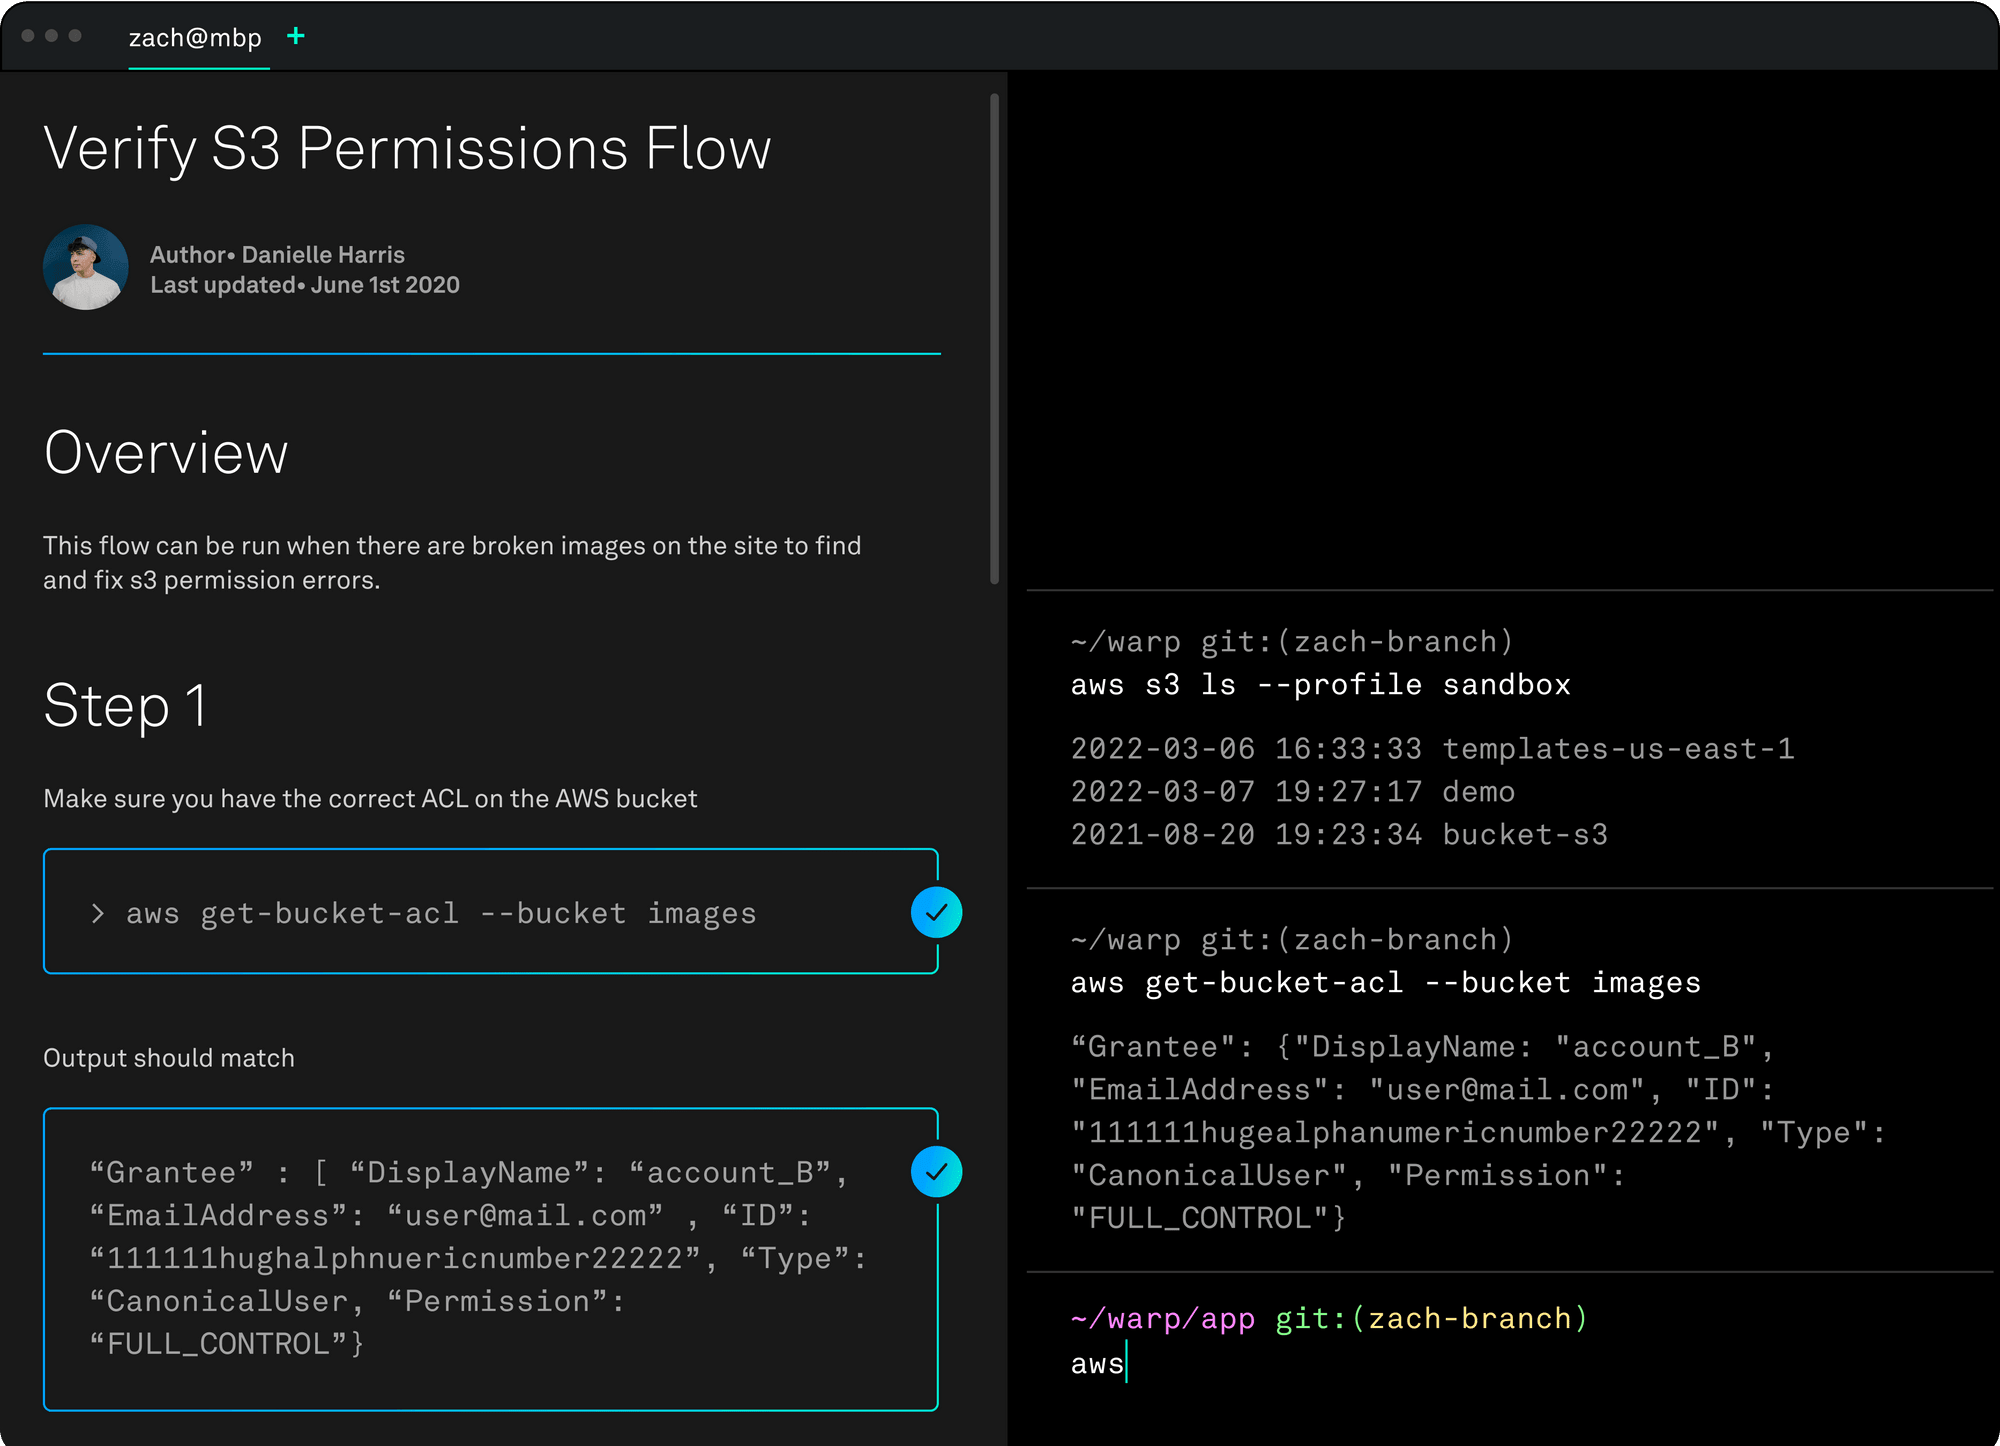 zach@mbp +
Verify S3 Permissions Flow
Author• Danielle Harris
Last updated• June 1st 2020
Overview
This flow can be run when there are broken images on the site to find
and fix s3 permission errors.
Step 1
Make sure you have the correct ACL on the AWS bucket
> aws get-bucket-acl --bucket images
Output should match
“Grantee” : [ “DisplayName”: “account_B”,
“EmailAddress”: “user@mail.com” , “ID”:
“111111hughalphnuericnumber22222”, “Type”:
“CanonicalUser, “Permission”:
“FULL_CONTROL”}
~/warp git:(zach-branch)
aws s3 ls --profile sandbox
2022-03-06 16:33:33 templates-us-east-1
2022-03-07 19:27:17 demo
2021-08-20 19:23:34 bucket-s3
~/warp git:(zach-branch)
aws get-bucket-acl --bucket images
“Grantee": {"DisplayName: "account_B",
"EmailAddress": "user@mail.com", "ID":
"111111hugealphanumericnumber22222", "Type":
"CanonicalUser", "Permission":
"FULL_CONTROL"}
~/warp/app git:(zach-branch)
aws